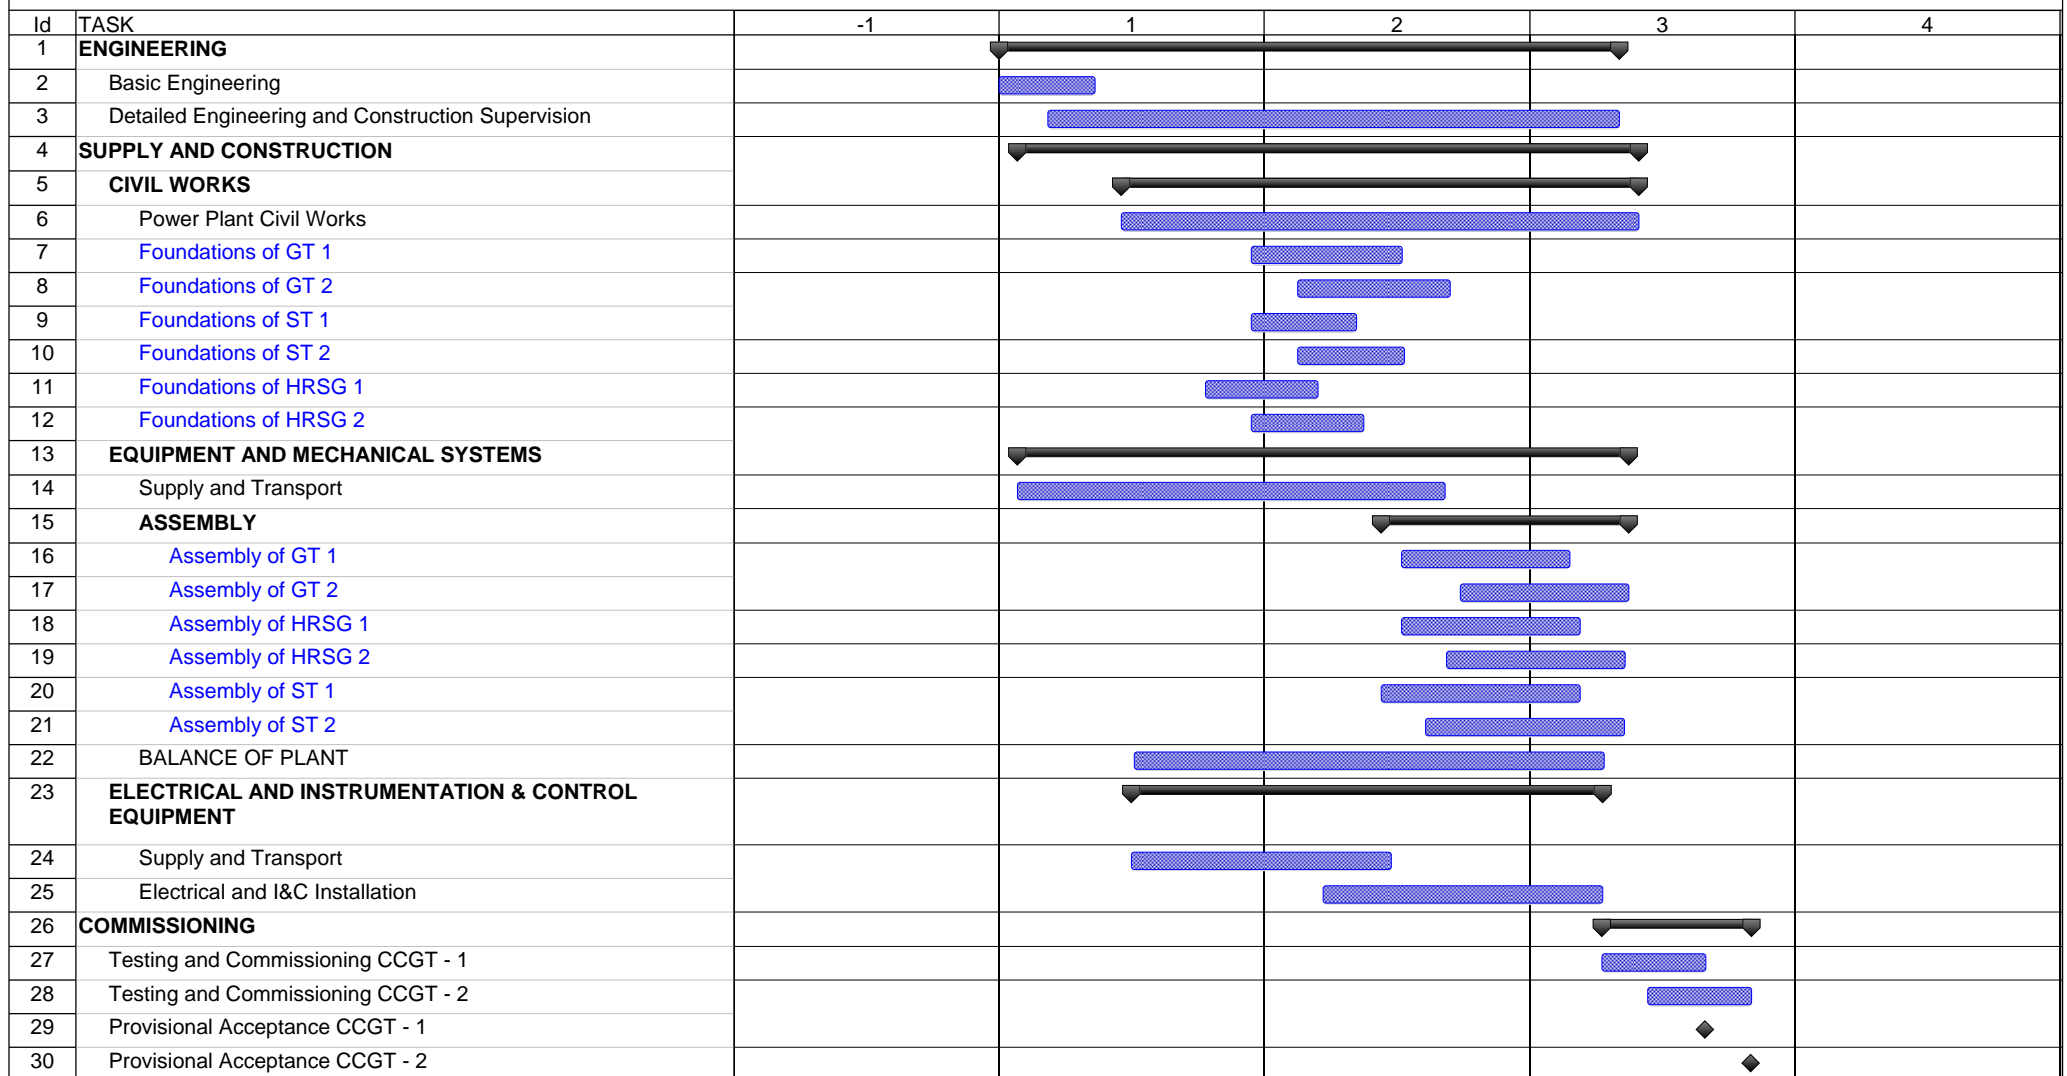 Id TASK -1 1 2 3 4
1 ENGINEERING
2 Basic Engineering
3 Detailed Engineering and Construction Supervision
4 SUPPLY AND CONSTRUCTION
5 CIVIL WORKS
6 Power Plant Civil Works
7 Foundations of GT 1
8 Foundations of GT 2
9 Foundations of ST 1
10 Foundations of ST 2
11 Foundations of HRSG 1
12 Foundations of HRSG 2
13 EQUIPMENT AND MECHANICAL SYSTEMS
14 Supply and Transport
15 ASSEMBLY
16 Assembly of GT 1
17 Assembly of GT 2
18 Assembly of HRSG 1
19 Assembly of HRSG 2
20 Assembly of ST 1
21 Assembly of ST 2
22 BALANCE OF PLANT
23 ELECTRICAL AND INSTRUMENTATION & CONTROL
EQUIPMENT
24 Supply and Transport
25 Electrical and I&C Installation
26 COMMISSIONING
27 Testing and Commissioning CCGT - 1
28 Testing and Commissioning CCGT - 2
29 Provisional Acceptance CCGT - 1
30 Provisional Acceptance CCGT - 2